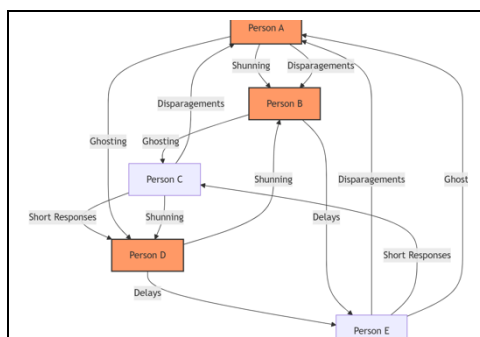 Person A
Shunning
Disparagements
Person B
Disparagements
Ghosting
Ghosting
Person C
Shunning
Disparagements
Ghost
Short Responses
Shunning
Delays
Person D
Short Responses
Delays
Person E